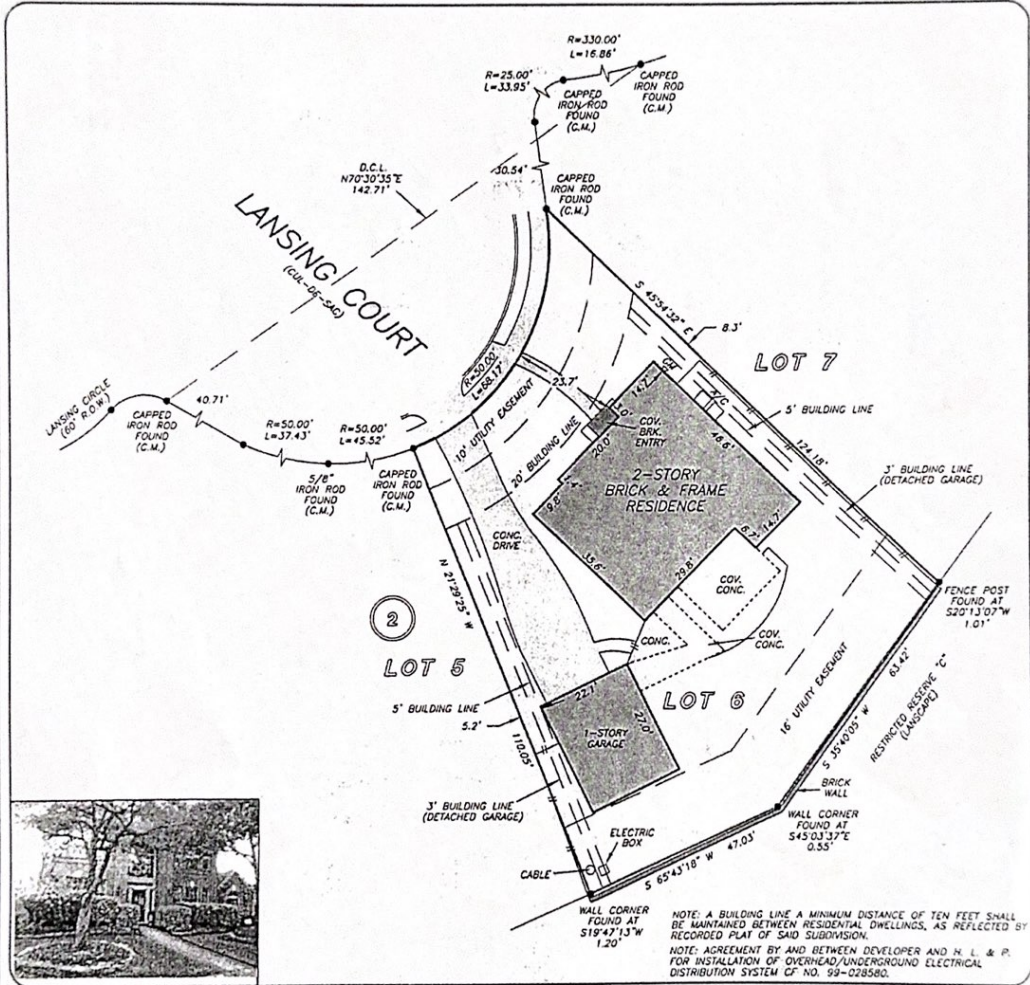 R=330.00'
L=16.86'
R=25.00'
L=33.95'
CAPPED
IRON ROD
FOUND
(C.M.)
CAPPED
IRON ROD
FOUND
(C.M.)
D.C.L.
N70°30'35"E
142.71'
30.54'
CAPPED
IRON ROD
FOUND
(C.M.)
LANSING COURT
(CUL-DE-SAC)
S 45°54'32" E
8.3'
LOT 7
LANSING CIRCLE
(60' R.O.W.)
CAPPED
IRON ROD
FOUND
(C.M.)
40.71'
R=50.00'
L=37.43'
R=50.00'
L=45.52'
5/8"
IRON ROD
FOUND
(C.M.)
CAPPED
IRON ROD
FOUND
(C.M.)
R=50.00'
L=68.17'
10' UTILITY EASEMENT
20' BUILDING LINE
23.7'
14.7'
GM
A/C
3.0'
COV.
BRK.
ENTRY
20.0'
46.6'
5' BUILDING LINE
124.18'
3' BUILDING LINE
(DETACHED GARAGE)
2-STORY
BRICK & FRAME
RESIDENCE
1.4'
9.8'
35.6'
29.8'
6.7'
14.7'
CONC.
DRIVE
N 21°29'25" W
2
LOT 5
COV.
CONC.
CONC.
COV.
CONC.
FENCE POST
FOUND AT
S20°13'07"W
1.01'
63.42'
RESTRICTED RESERVE "C"
(LANSCAPE)
16' UTILITY EASEMENT
S 35°40'05" W
LOT 6
5' BUILDING LINE
5.2'
110.05'
22.1'
27.0'
1-STORY
GARAGE
3' BUILDING LINE
(DETACHED GARAGE)
BRICK
WALL
WALL CORNER
FOUND AT
S45°03'37"E
0.55'
ELECTRIC
BOX
CABLE
S 65°43'18" W 47.03'
WALL CORNER
FOUND AT
S19°47'13"W
1.20'
NOTE: A BUILDING LINE A MINIMUM DISTANCE OF TEN FEET SHALL
BE MAINTAINED BETWEEN RESIDENTIAL DWELLINGS, AS REFLECTED BY
RECORDED PLAT OF SAID SUBDIVISION.
NOTE: AGREEMENT BY AND BETWEEN DEVELOPER AND H. L. & P.
FOR INSTALLATION OF OVERHEAD/UNDERGROUND ELECTRICAL
DISTRIBUTION SYSTEM CF NO. 99-028580.